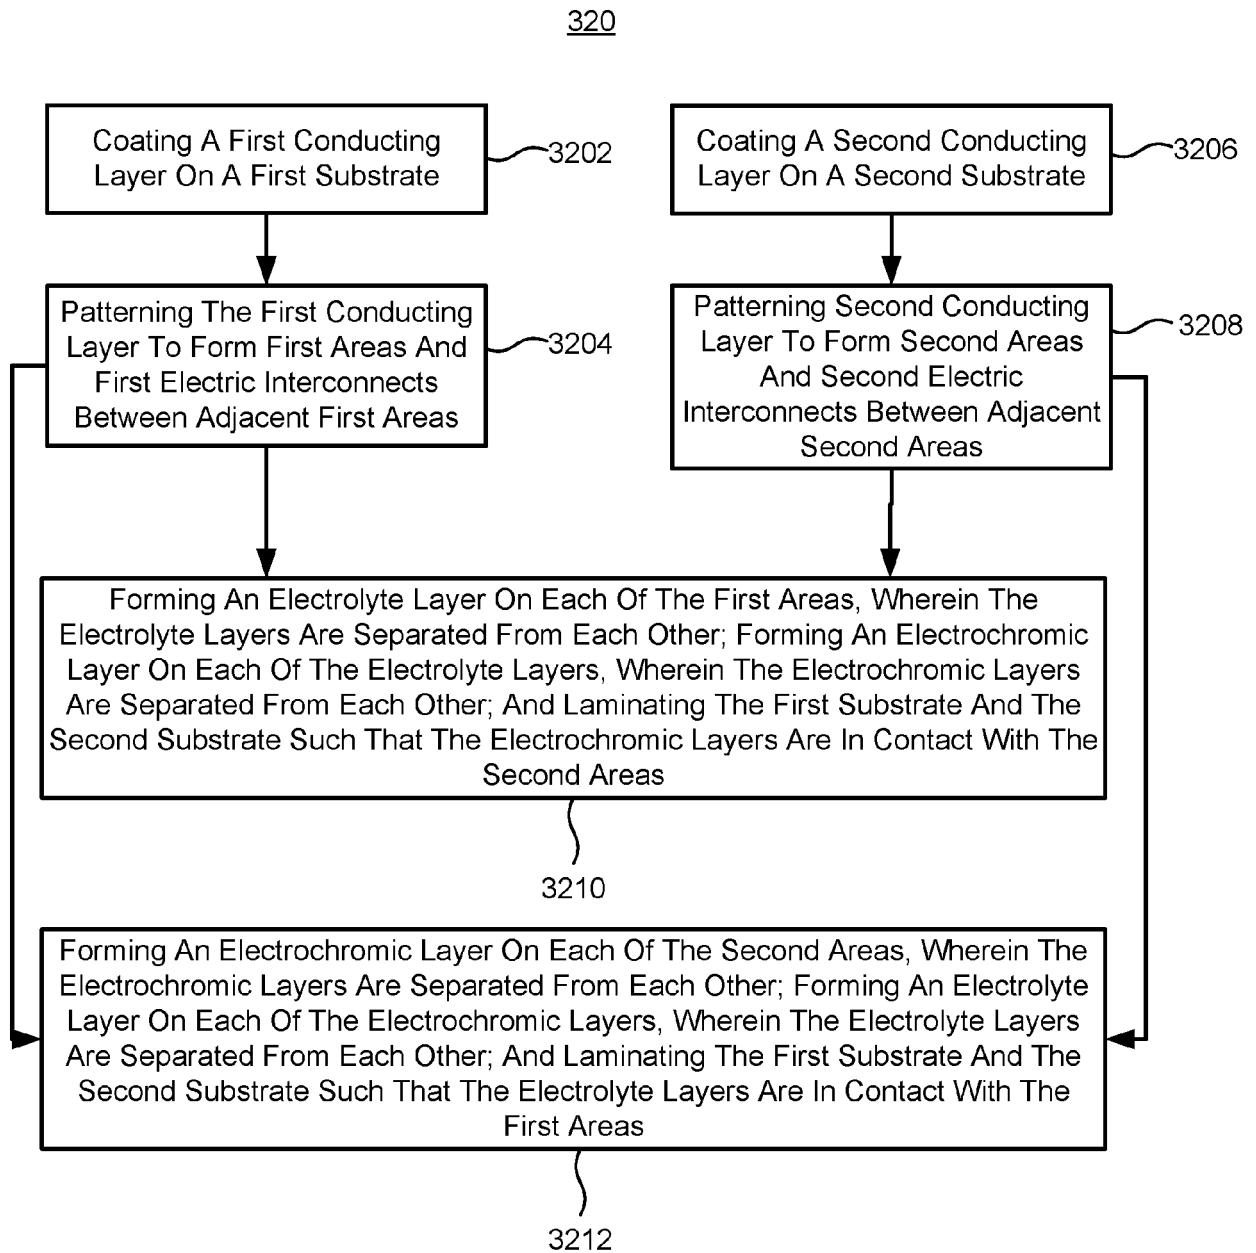 320
Coating A First Conducting
Layer On A First Substrate
3202
Coating A Second Conducting
Layer On A Second Substrate
3206
Patterning The First Conducting
Layer To Form First Areas And
First Electric Interconnects
Between Adjacent First Areas
3204
Patterning Second Conducting
Layer To Form Second Areas
And Second Electric
Interconnects Between Adjacent
Second Areas
3208
Forming An Electrolyte Layer On Each Of The First Areas, Wherein The
Electrolyte Layers Are Separated From Each Other; Forming An Electrochromic
Layer On Each Of The Electrolyte Layers, Wherein The Electrochromic Layers
Are Separated From Each Other; And Laminating The First Substrate And The
Second Substrate Such That The Electrochromic Layers Are In Contact With The
Second Areas
3210
Forming An Electrochromic Layer On Each Of The Second Areas, Wherein The
Electrochromic Layers Are Separated From Each Other; Forming An Electrolyte
Layer On Each Of The Electrochromic Layers, Wherein The Electrolyte Layers
Are Separated From Each Other; And Laminating The First Substrate And The
Second Substrate Such That The Electrolyte Layers Are In Contact With The
First Areas
3212